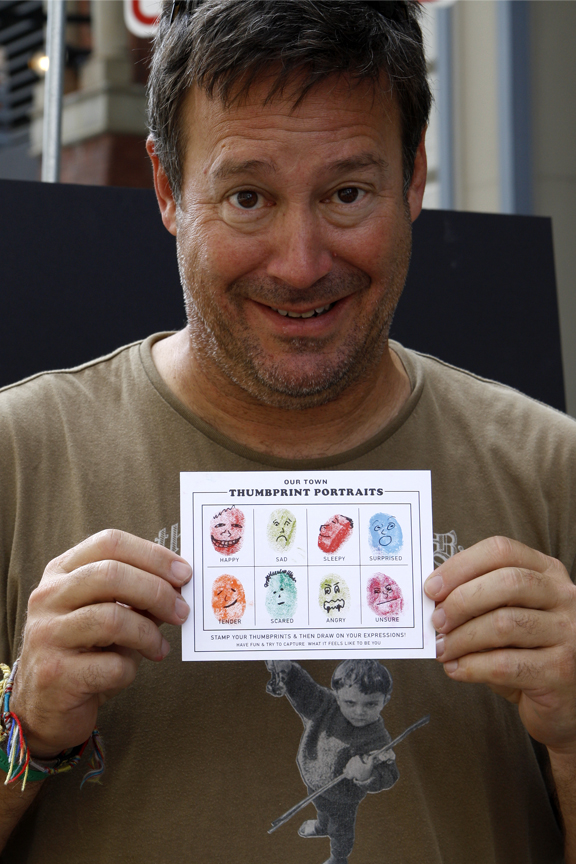 OUR TOWN
THUMBPRINT PORTRAITS
HAPPY SAD SLEEPY SURPRISED
TENDER SCARED ANGRY UNSURE
STAMP YOUR THUMBPRINTS & THEN DRAW ON YOUR EXPRESSIONS!
HAVE FUN & TRY TO CAPTURE WHAT IT FEELS LIKE TO BE YOU